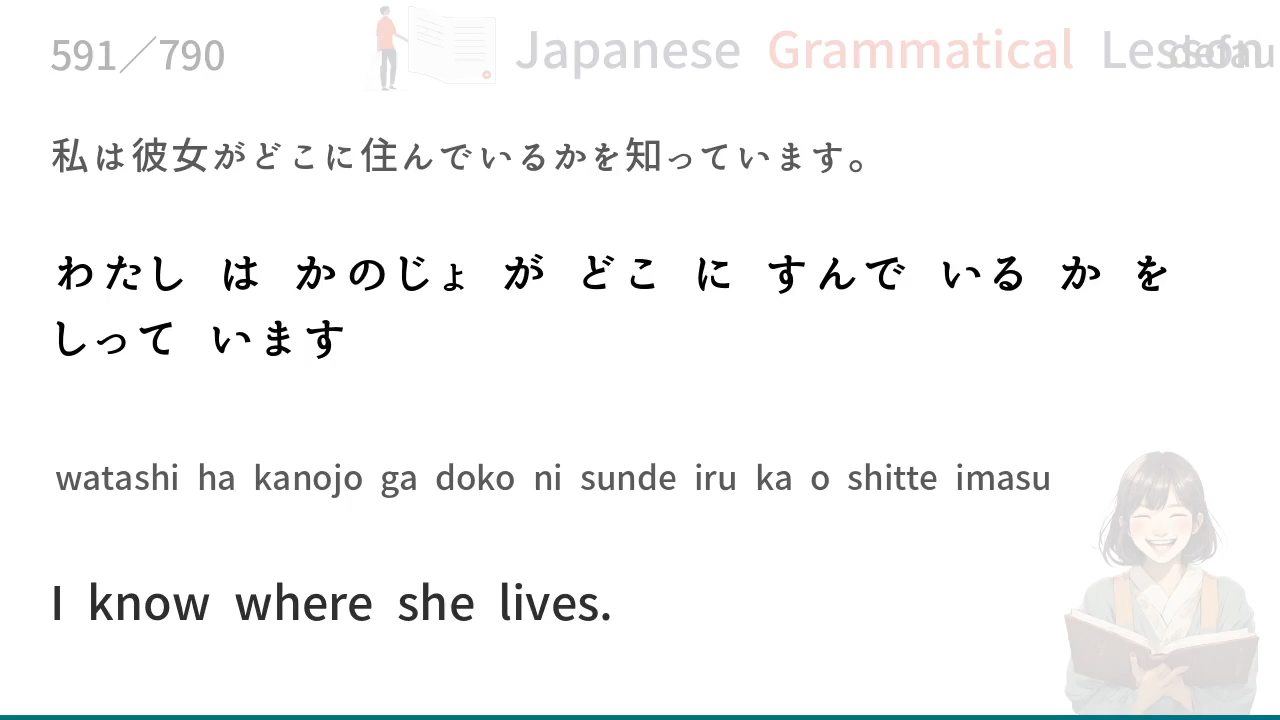 591／790
Japanese Grammatical Lesson
defau
私は彼女がどこに住んでいるかを知っています。
わたし は かのじょ が どこ に すんで いる か を
しって います
watashi ha kanojo ga doko ni sunde iru ka o shitte imasu
I know where she lives.